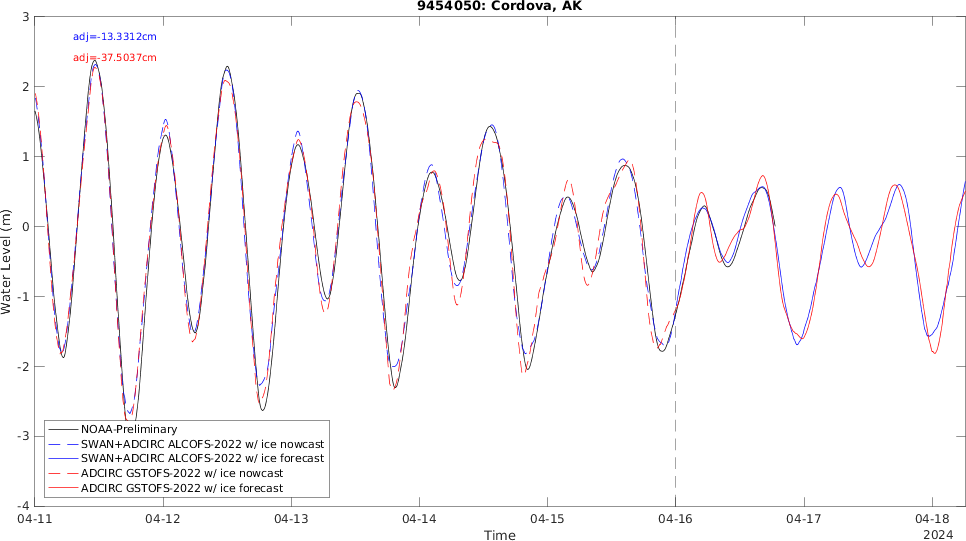 9454050: Cordova, AK
adj=-13.3312cm
adj=-37.5037cm
3
2
1
0
-1
-2
-3
-4
Water Level (m)
NOAA-Preliminary
SWAN+ADCIRC ALCOFS-2022 w/ ice nowcast
SWAN+ADCIRC ALCOFS-2022 w/ ice forecast
ADCIRC GSTOFS-2022 w/ ice nowcast
ADCIRC GSTOFS-2022 w/ ice forecast
04-11 04-12 04-13 04-14 04-15 04-16 04-17 04-18
Time
2024